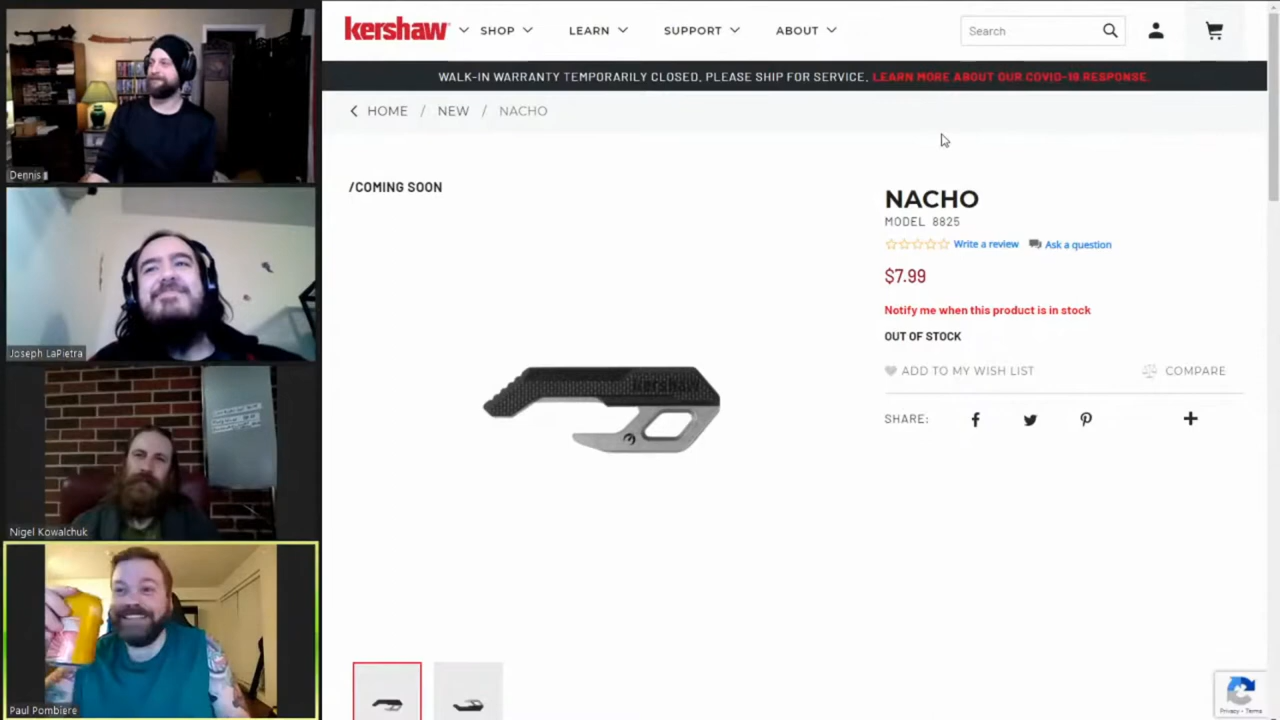 Dennis
Joseph LaPietra
Nigel Kowalchuk
Paul Pombiere
kershaw
SHOP
LEARN
SUPPORT
ABOUT
Search
WALK-IN WARRANTY TEMPORARILY CLOSED, PLEASE SHIP FOR SERVICE. LEARN MORE ABOUT OUR COVID-19 RESPONSE.
HOME / NEW / NACHO
/COMING SOON
kershaw
NACHO
MODEL 8825
Write a review Ask a question
$7.99
Notify me when this product is in stock
OUT OF STOCK
ADD TO MY WISH LIST COMPARE
SHARE:
Privacy - Terms